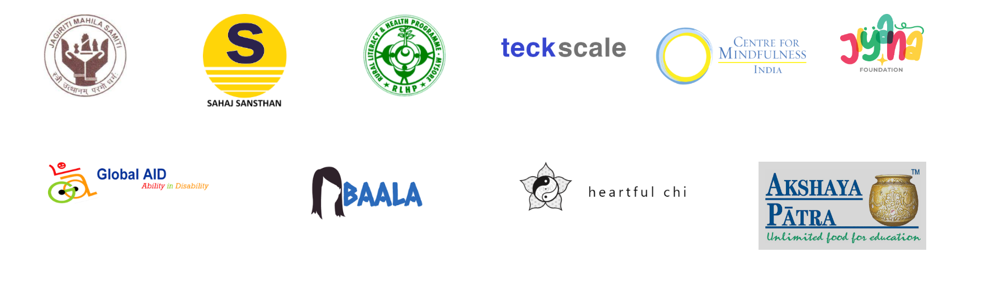 JAGIRITI MAHILA SAMITI
स्त्री उत्थानम् परमो धर्मः
S
SAHAJ SANSTHAN
RURAL LITERACY & HEALTH PROGRAMME - MYSORE
★ RLHP ★
teckscale
CENTRE FOR
MINDFULNESS
INDIA
Jiyana
FOUNDATION
Global AID
Ability in Disability
BAALA
heartful chi
AKSHAYA
PĀTRA
TM
Unlimited food for education